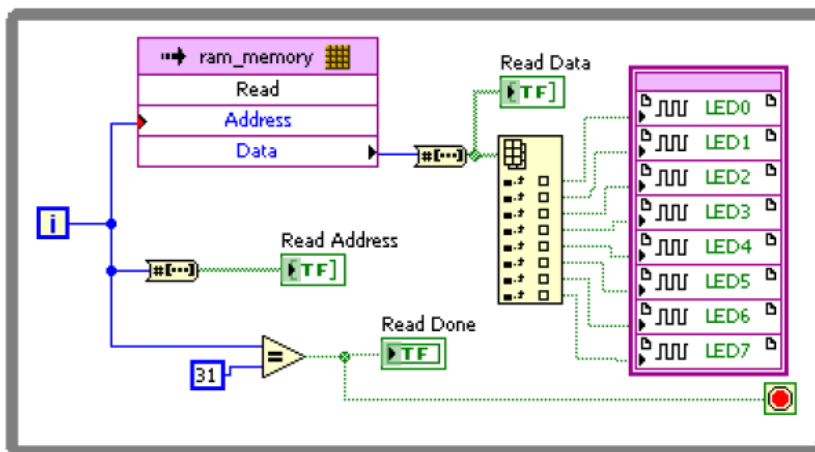 ram_memory
Read
Address
Data
Read Data
TF
LED0
LED1
LED2
LED3
LED4
LED5
LED6
LED7
i
#[...]
#[...]
Read Address
TF
Read Done
TF
=
31